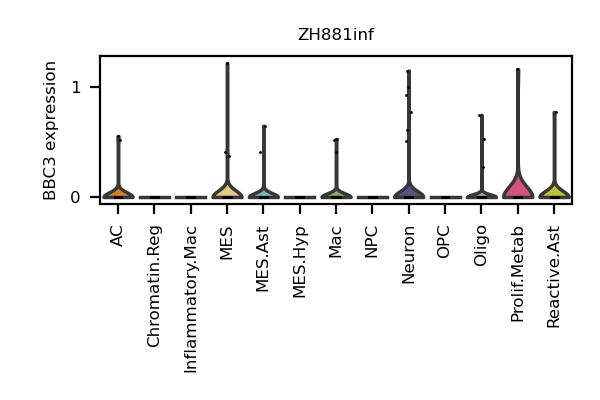 ZH881inf
BBC3 expression
1
0
AC
Chromatin.Reg
Inflammatory.Mac
MES
MES.Ast
MES.Hyp
Mac
NPC
Neuron
OPC
Oligo
Prolif.Metab
Reactive.Ast